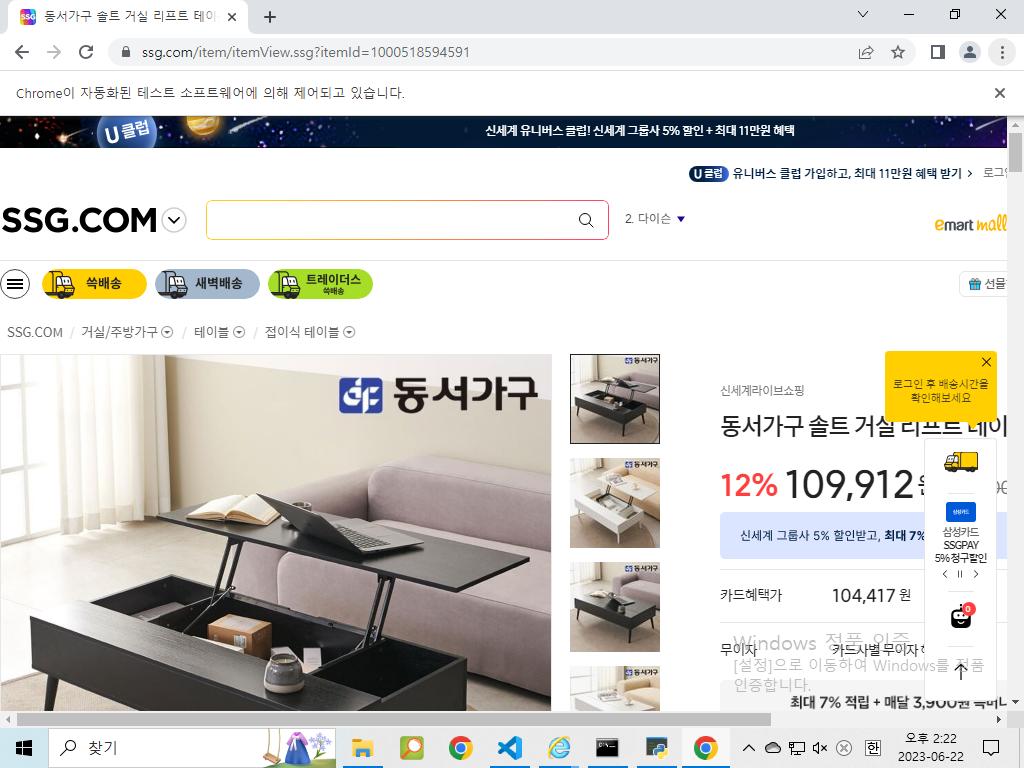 동서가구 솔트 거실 리프트 테이
Chrome이 자동화된 테스트 소프트웨어에 의해 제어되고 있습니다.
ssg.com/item/itemView.ssg?itemId=1000518594591
U클럽
신세계 유니버스 클럽! 신세계 그룹사 5% 할인 + 최대 11만원 혜택
U클럽 유니버스 클럽 가입하고, 최대 11만원 혜택 받기 >
SSG.COM
2. 다이슨
emart mall
쓱배송
새벽배송
트레이더스
쓱배송
선물
SSG.COM / 거실/주방가구 / 테이블 / 접이식 테이블
동서가구
로그인 후 배송시간을
확인해보세요
신세계라이브쇼핑
동서가구 솔트 거실 리프트 테이
12% 109,912
신세계 그룹사 5% 할인받고, 최대 7%
삼성카드
삼성카드
SSGPAY
5% 청구할인
카드혜택가 104,417 원
0
무이자 카드사별 무이자
Windows 정품 인증
[설정]으로 이동하여 Windows를 정품
인증합니다.
최대 7% 적립 + 매달 3,900원
찾기
오후 2:22
2023-06-22
한